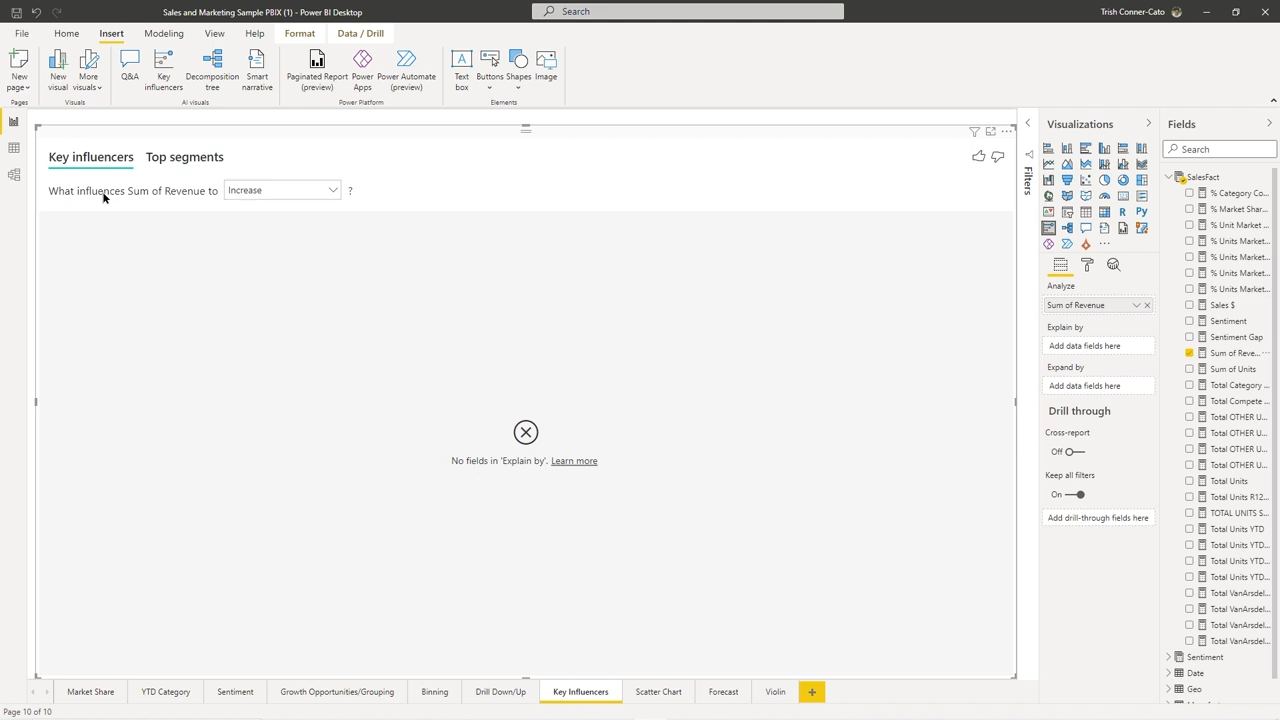 Sales and Marketing Sample PBIX (1) - Power BI Desktop
Search
Trish Conner-Cato
File
Home
Insert
Modeling
View
Help
Format
Data / Drill
New page
New visual
More visuals
Q&A
Key influencers
Decomposition tree
Smart narrative
Paginated Report (preview)
Power Apps
Power Automate (preview)
Text box
Buttons
Shapes
Image
Pages
Visuals
AI visuals
Power Platform
Elements
Key influencers
Top segments
What influences Sum of Revenue to
Increase
?
No fields in 'Explain by'. Learn more
Filters
Visualizations
R
Py
Analyze
Sum of Revenue
Explain by
Add data fields here
Expand by
Add data fields here
Drill through
Cross-report
Off
Keep all filters
On
Add drill-through fields here
Fields
Search
SalesFact
% Category Co...
% Market Shar...
% Unit Market ...
% Units Market...
% Units Market...
% Units Market...
% Units Market...
Sales $
Sentiment
Sentiment Gap
Sum of Reve...
Sum of Units
Total Category ...
Total Compete ...
Total OTHER U...
Total OTHER U...
Total OTHER U...
Total OTHER U...
Total Units
Total Units R12...
TOTAL UNITS S...
Total Units YTD
Total Units YTD...
Total Units YTD...
Total Units YTD...
Total VanArsdel...
Total VanArsdel...
Total VanArsdel...
Total VanArsdel...
Sentiment
Date
Geo
Market Share
YTD Category
Sentiment
Growth Opportunities/Grouping
Binning
Drill Down/Up
Key Influencers
Scatter Chart
Forecast
Violin
Page 10 of 10